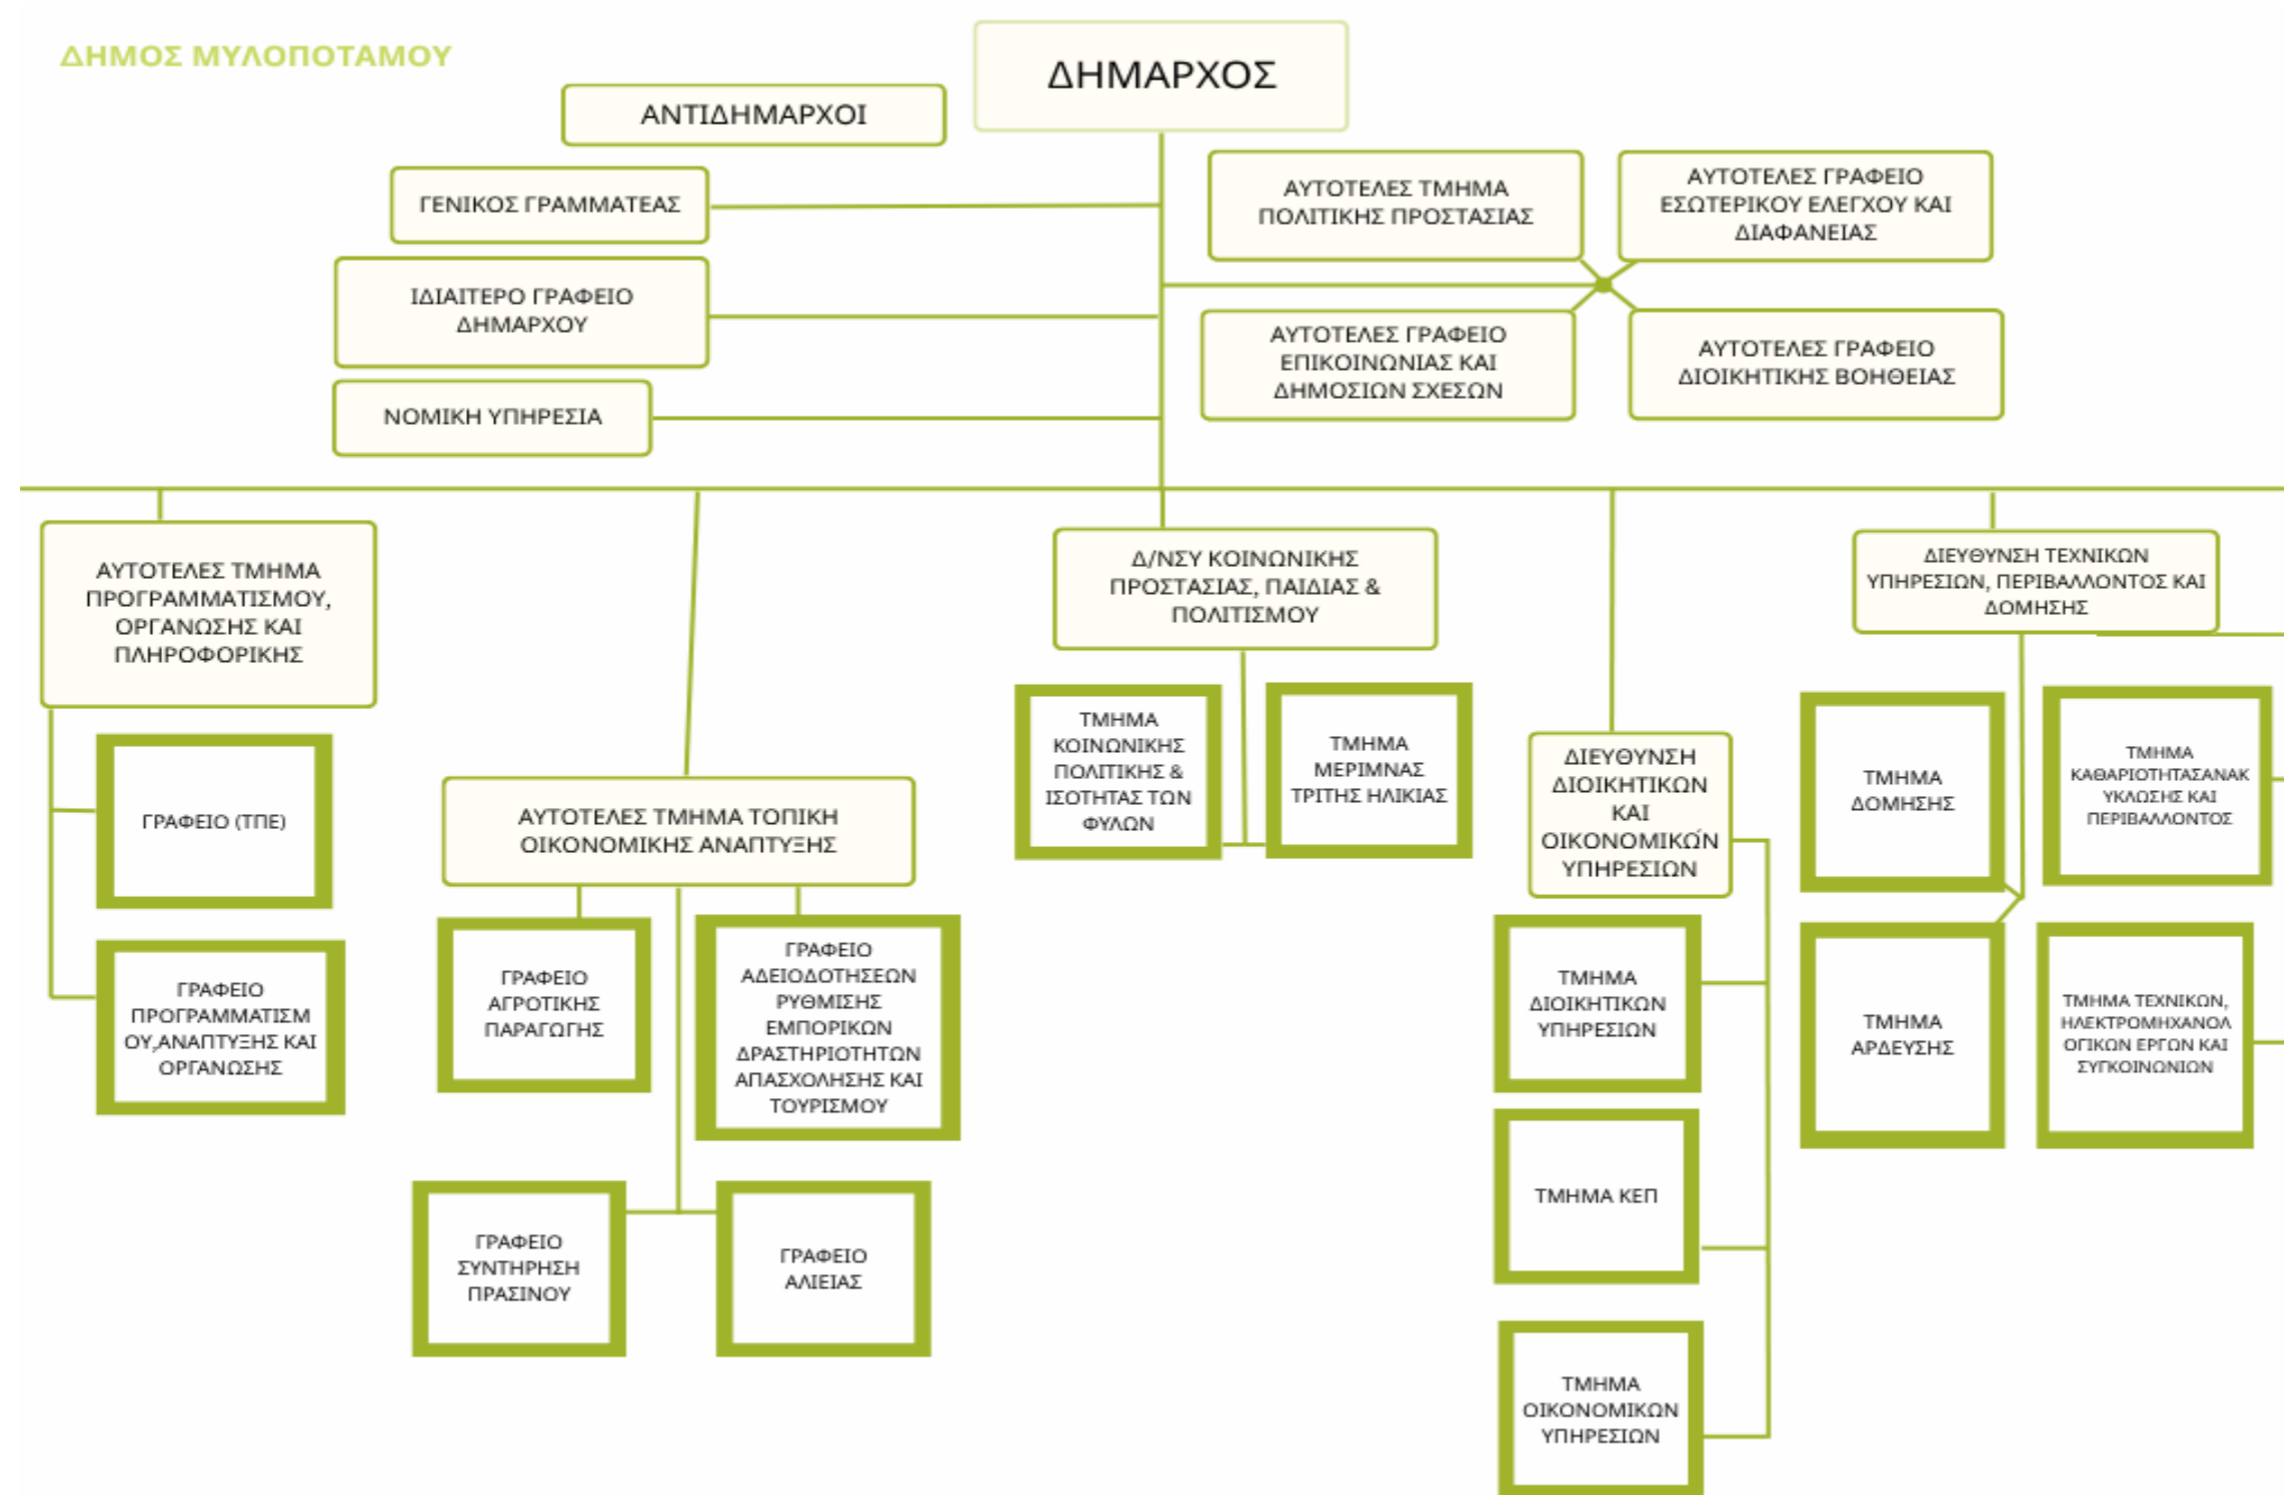 ΔΗΜΟΣ ΜΥΛΟΠΟΤΑΜΟΥ
ΔΗΜΑΡΧΟΣ
ΑΝΤΙΔΗΜΑΡΧΟΙ
ΓΕΝΙΚΟΣ ΓΡΑΜΜΑΤΕΑΣ
ΑΥΤΟΤΕΛΕΣ ΤΜΗΜΑ
ΠΟΛΙΤΙΚΗΣ ΠΡΟΣΤΑΣΙΑΣ
ΑΥΤΟΤΕΛΕΣ ΓΡΑΦΕΙΟ
ΕΣΩΤΕΡΙΚΟΥ ΕΛΕΓΧΟΥ ΚΑΙ
ΔΙΑΦΑΝΕΙΑΣ
ΙΔΙΑΙΤΕΡΟ ΓΡΑΦΕΙΟ
ΔΗΜΑΡΧΟΥ
ΑΥΤΟΤΕΛΕΣ ΓΡΑΦΕΙΟ
ΕΠΙΚΟΙΝΩΝΙΑΣ ΚΑΙ
ΔΗΜΟΣΙΩΝ ΣΧΕΣΩΝ
ΑΥΤΟΤΕΛΕΣ ΓΡΑΦΕΙΟ
ΔΙΟΙΚΗΤΙΚΗΣ ΒΟΗΘΕΙΑΣ
ΝΟΜΙΚΗ ΥΠΗΡΕΣΙΑ
ΑΥΤΟΤΕΛΕΣ ΤΜΗΜΑ
ΠΡΟΓΡΑΜΜΑΤΙΣΜΟΥ,
ΟΡΓΑΝΩΣΗΣ ΚΑΙ
ΠΛΗΡΟΦΟΡΙΚΗΣ
ΓΡΑΦΕΙΟ (ΤΠΕ)
ΓΡΑΦΕΙΟ
ΠΡΟΓΡΑΜΜΑΤΙΣΜ
ΟΥ,ΑΝΑΠΤΥΞΗΣ ΚΑΙ
ΟΡΓΑΝΩΣΗΣ
ΑΥΤΟΤΕΛΕΣ ΤΜΗΜΑ ΤΟΠΙΚΗ
ΟΙΚΟΝΟΜΙΚΗΣ ΑΝΑΠΤΥΞΗΣ
ΓΡΑΦΕΙΟ
ΑΓΡΟΤΙΚΗΣ
ΠΑΡΑΓΩΓΗΣ
ΓΡΑΦΕΙΟ
ΑΔΕΙΟΔΟΤΗΣΕΩΝ
ΡΥΘΜΙΣΗΣ
ΕΜΠΟΡΙΚΩΝ
ΔΡΑΣΤΗΡΙΟΤΗΤΩΝ
ΑΠΑΣΧΟΛΗΣΗΣ ΚΑΙ
ΤΟΥΡΙΣΜΟΥ
ΓΡΑΦΕΙΟ
ΣΥΝΤΗΡΗΣΗ
ΠΡΑΣΙΝΟΥ
ΓΡΑΦΕΙΟ
ΑΛΙΕΙΑΣ
Δ/ΝΣΥ ΚΟΙΝΩΝΙΚΗΣ
ΠΡΟΣΤΑΣΙΑΣ, ΠΑΙΔΙΑΣ &
ΠΟΛΙΤΙΣΜΟΥ
ΤΜΗΜΑ
ΚΟΙΝΩΝΙΚΗΣ
ΠΟΛΙΤΙΚΗΣ &
ΙΣΟΤΗΤΑΣ ΤΩΝ
ΦΥΛΩΝ
ΤΜΗΜΑ
ΜΕΡΙΜΝΑΣ
ΤΡΙΤΗΣ ΗΛΙΚΙΑΣ
ΔΙΕΥΘΥΝΣΗ
ΔΙΟΙΚΗΤΙΚΩΝ
ΚΑΙ
ΟΙΚΟΝΟΜΙΚΏΝ
ΥΠΗΡΕΣΙΩΝ
ΤΜΗΜΑ
ΔΙΟΙΚΗΤΙΚΩΝ
ΥΠΗΡΕΣΙΩΝ
ΤΜΗΜΑ ΚΕΠ
ΤΜΗΜΑ
ΟΙΚΟΝΟΜΙΚΩΝ
ΥΠΗΡΕΣΙΩΝ
ΔΙΕΥΘΥΝΣΗ ΤΕΧΝΙΚΩΝ
ΥΠΗΡΕΣΙΩΝ, ΠΕΡΙΒΑΛΛΟΝΤΟΣ ΚΑΙ
ΔΟΜΗΣΗΣ
ΤΜΗΜΑ
ΔΟΜΗΣΗΣ
ΤΜΗΜΑ
ΚΑΘΑΡΙΟΤΗΤΑΣΑΝΑΚ
ΥΚΛΩΣΗΣ ΚΑΙ
ΠΕΡΙΒΑΛΛΟΝΤΟΣ
ΤΜΗΜΑ
ΑΡΔΕΥΣΗΣ
ΤΜΗΜΑ ΤΕΧΝΙΚΩΝ,
ΗΛΕΚΤΡΟΜΗΧΑΝΟΛ
ΟΓΙΚΩΝ ΕΡΓΩΝ ΚΑΙ
ΣΥΓΚΟΙΝΩΝΙΩΝ